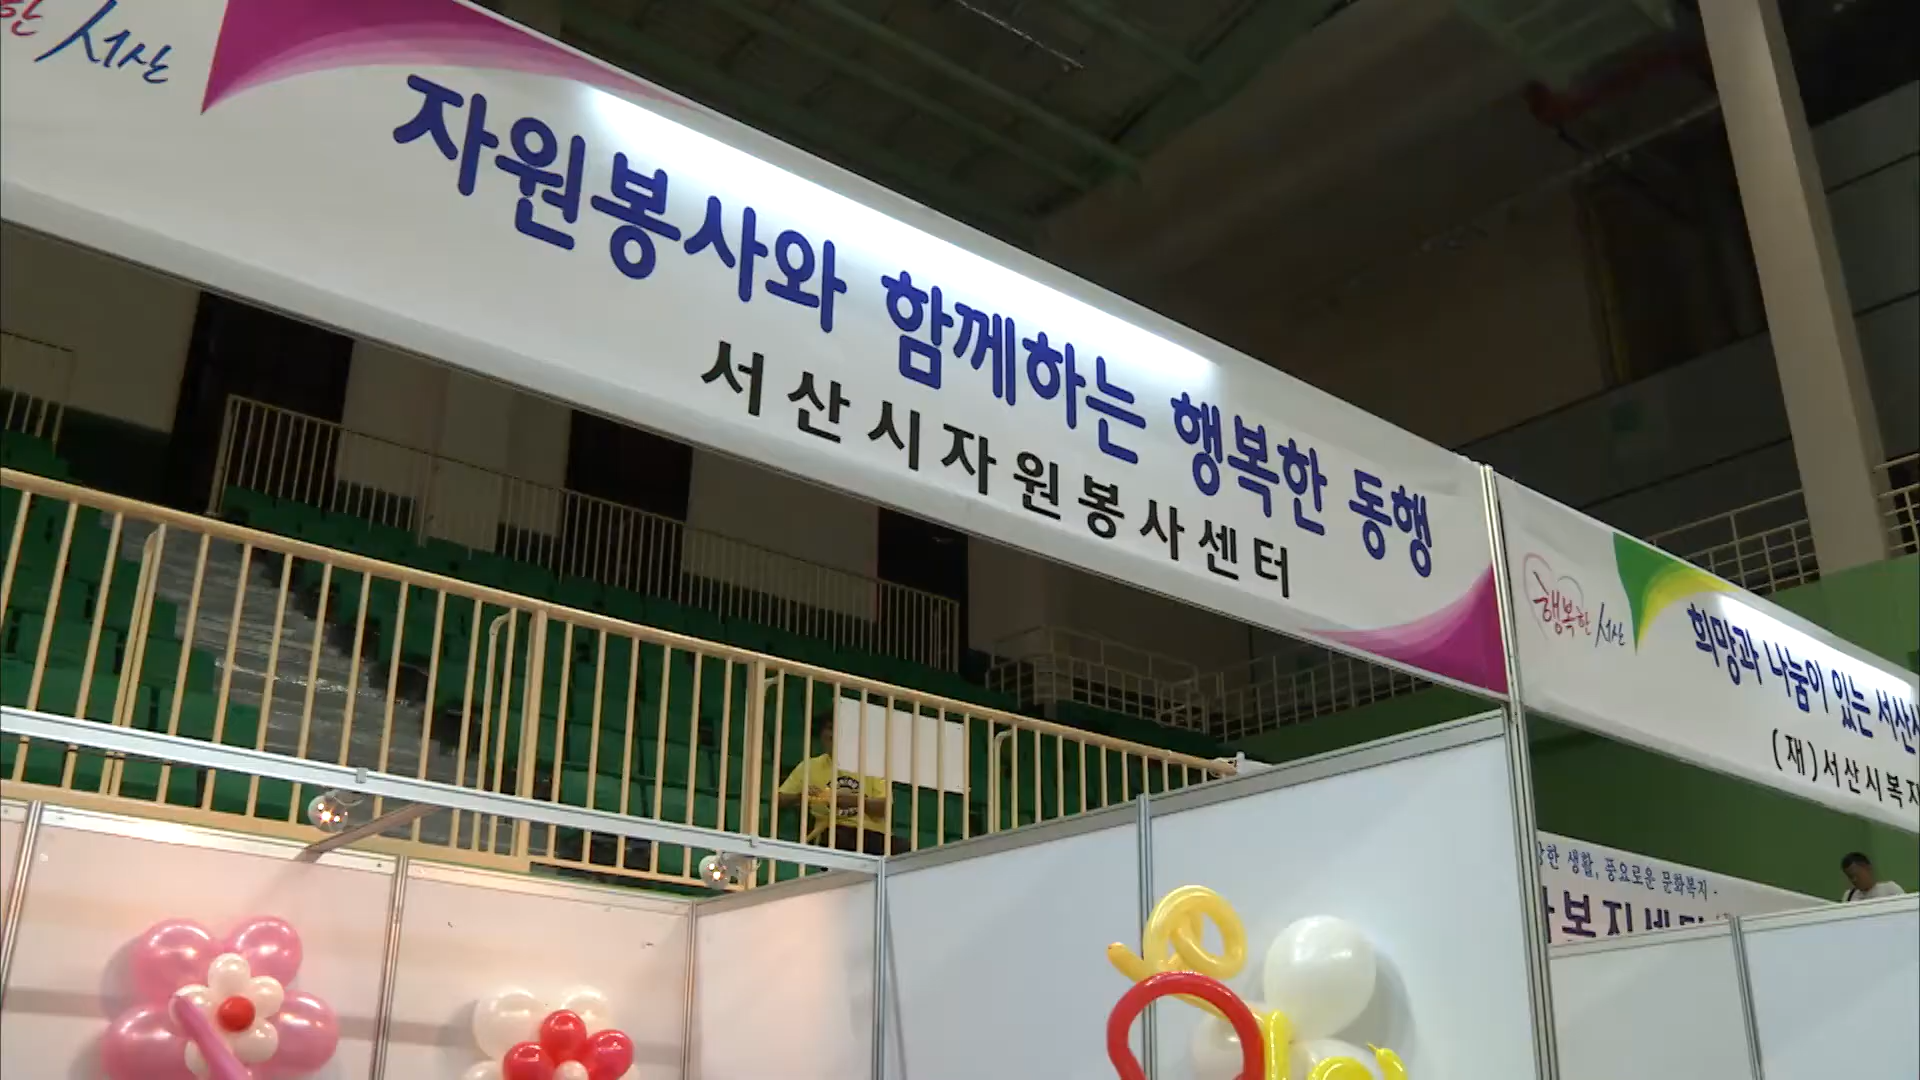 한 서산
자원봉사와 함께하는 행복한 동행
서산시자원봉사센터
행복한 서산
희망과 나눔이 있는 서산시
(재)서산시복지
한 생활, 풍요로운 문화복지 -